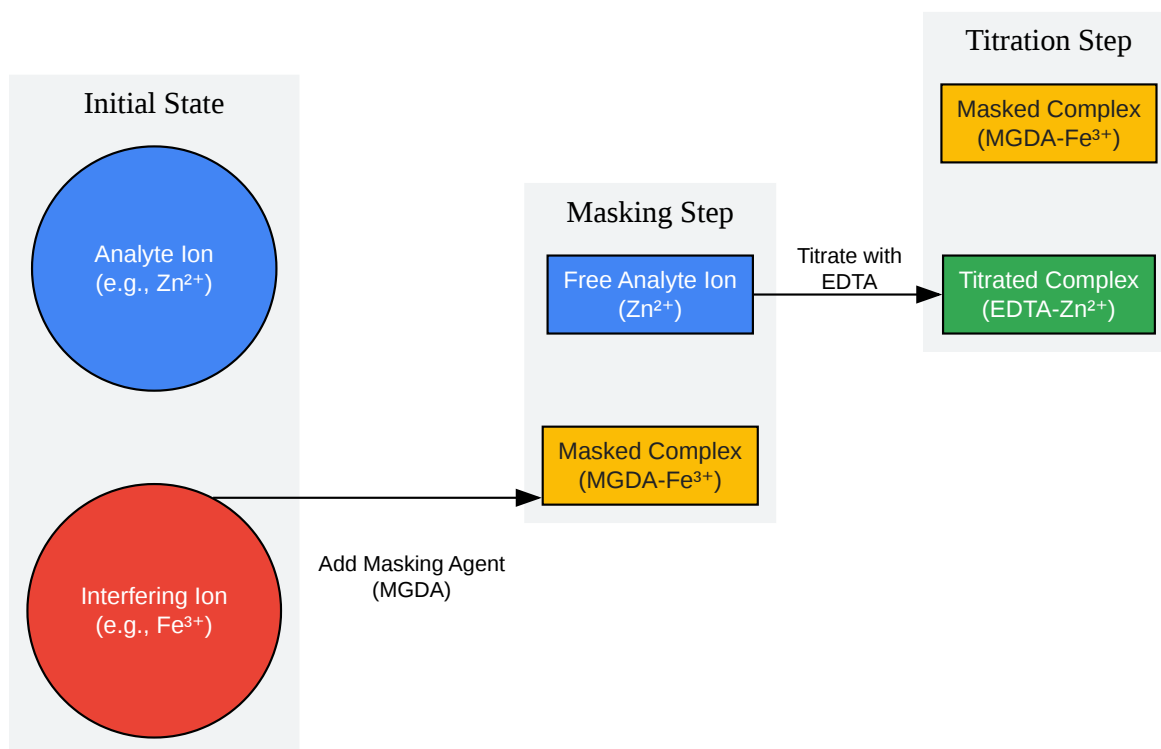 Initial State
Analyte Ion
(e.g., Zn²⁺)
Interfering Ion
(e.g., Fe³⁺)
Add Masking Agent
(MGDA)
Masking Step
Free Analyte Ion
(Zn²⁺)
Masked Complex
(MGDA-Fe³⁺)
Titrate with
EDTA
Titration Step
Masked Complex
(MGDA-Fe³⁺)
Titrated Complex
(EDTA-Zn²⁺)